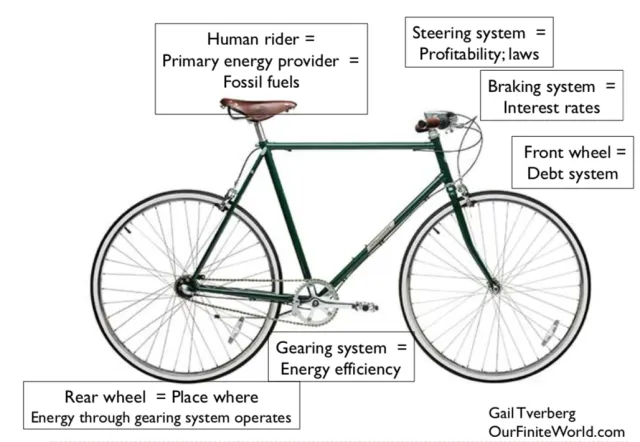 Human rider =
Primary energy provider =
Fossil fuels
Steering system =
Profitability; laws
Braking system =
Interest rates
Front wheel =
Debt system
Gearing system =
Energy efficiency
Rear wheel = Place where
Energy through gearing system operates
Gail Tverberg
OurFiniteWorld.com